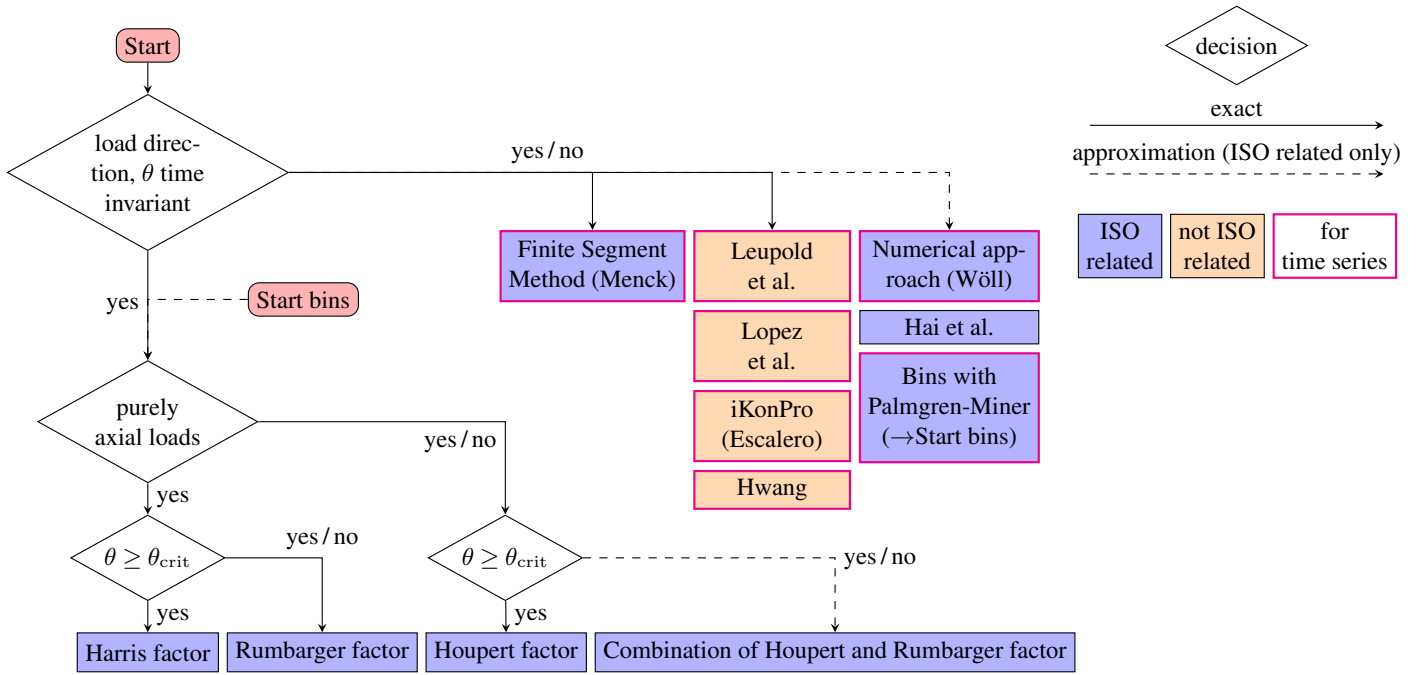 Start
load direc-
tion, θ time
invariant
yes / no
yes
Start bins
purely
axial loads
yes / no
yes
θ ≥ θcrit
yes / no
yes
θ ≥ θcrit
yes / no
yes
Harris factor
Rumbarger factor
Houpert factor
Combination of Houpert and Rumbarger factor
Finite Segment
Method (Menck)
Leupold
et al.
Lopez
et al.
iKonPro
(Escalero)
Hwang
Numerical app-
roach (Wöll)
Hai et al.
Bins with
Palmgren-Miner
(→Start bins)
decision
exact
approximation (ISO related only)
ISO
related
not ISO
related
for
time series